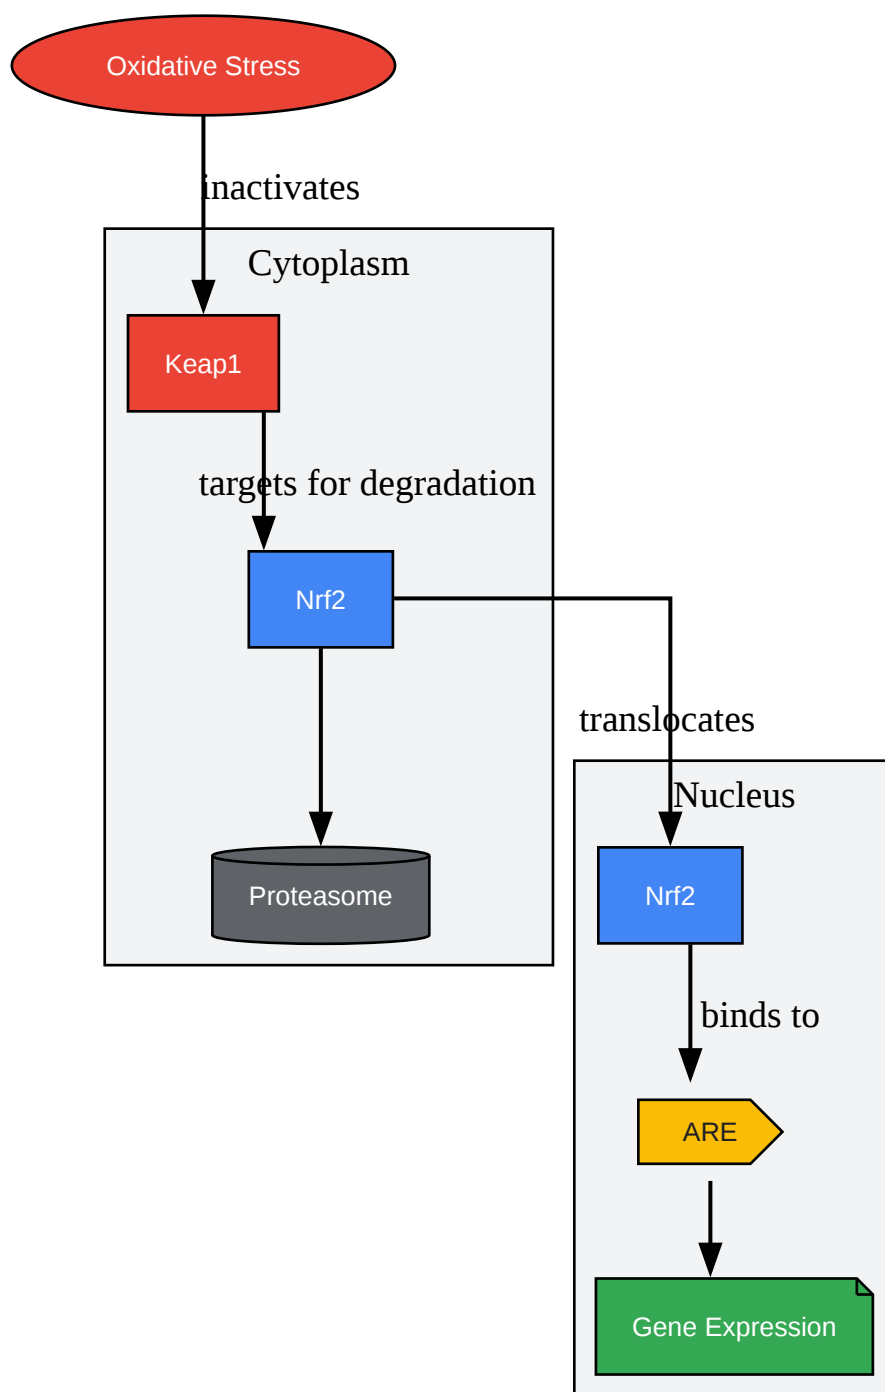 Oxidative Stress
inactivates
Cytoplasm
Keap1
targets for degradation
Nrf2
translocates
Nucleus
Proteasome
Nrf2
binds to
ARE
Gene Expression